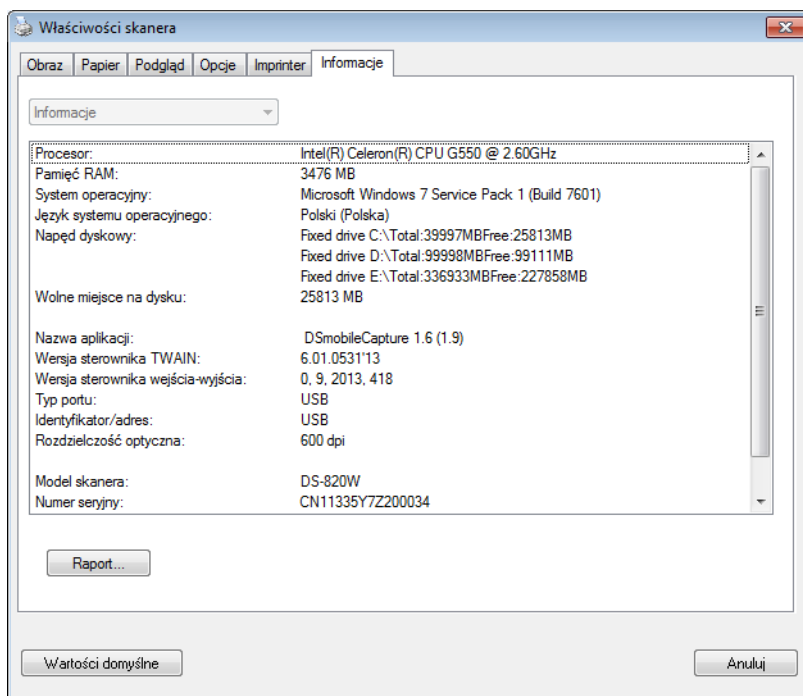 Właściwości skanera
Obraz Papier Podgląd Opcje Imprinter Informacje
Informacje
Procesor: Intel(R) Celeron(R) CPU G550 @ 2.60GHz
Pamięć RAM: 3476 MB
System operacyjny: Microsoft Windows 7 Service Pack 1 (Build 7601)
Język systemu operacyjnego: Polski (Polska)
Napęd dyskowy: Fixed drive C:\Total:39997MBFree:25813MB
Fixed drive D:\Total:99998MBFree:99111MB
Fixed drive E:\Total:336933MBFree:227858MB
Wolne miejsce na dysku: 25813 MB
Nazwa aplikacji: DSmobileCapture 1.6 (1.9)
Wersja sterownika TWAIN: 6.01.0531'13
Wersja sterownika wejścia-wyjścia: 0, 9, 2013, 418
Typ portu: USB
Identyfikator/adres: USB
Rozdzielczość optyczna: 600 dpi
Model skanera: DS-820W
Numer seryjny: CN11335Y7Z200034
Raport...
Wartości domyślne Anuluj